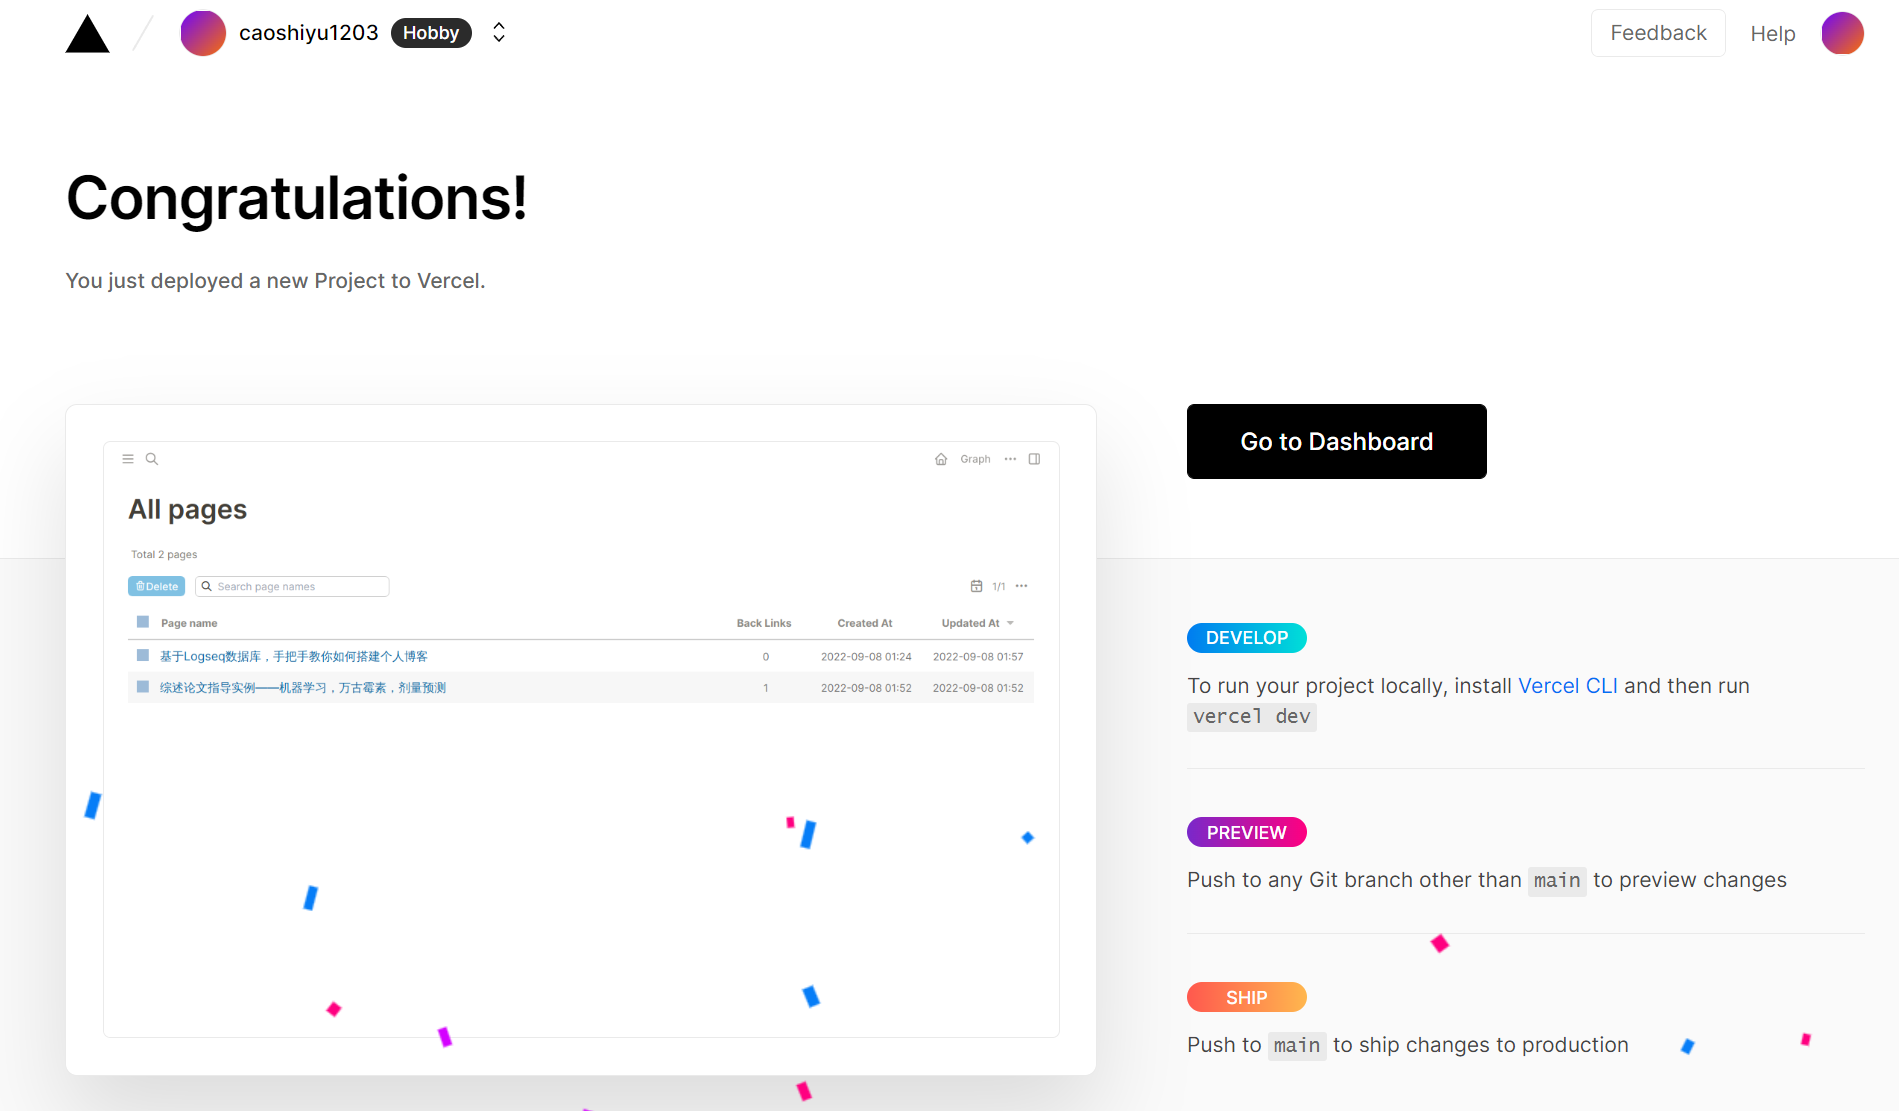 caoshiyu1203 Hobby
Feedback Help
Congratulations!
You just deployed a new Project to Vercel.
Go to Dashboard
Graph
All pages
Total 2 pages
Delete Search page names 1/1
Page name Back Links Created At Updated At
基于Logseq数据库，手把手教你如何搭建个人博客 0 2022-09-08 01:24 2022-09-08 01:57
综述论文指导实例——机器学习，万古霉素，剂量预测 1 2022-09-08 01:52 2022-09-08 01:52
DEVELOP
To run your project locally, install Vercel CLI and then run
vercel dev
PREVIEW
Push to any Git branch other than main to preview changes
SHIP
Push to main to ship changes to production